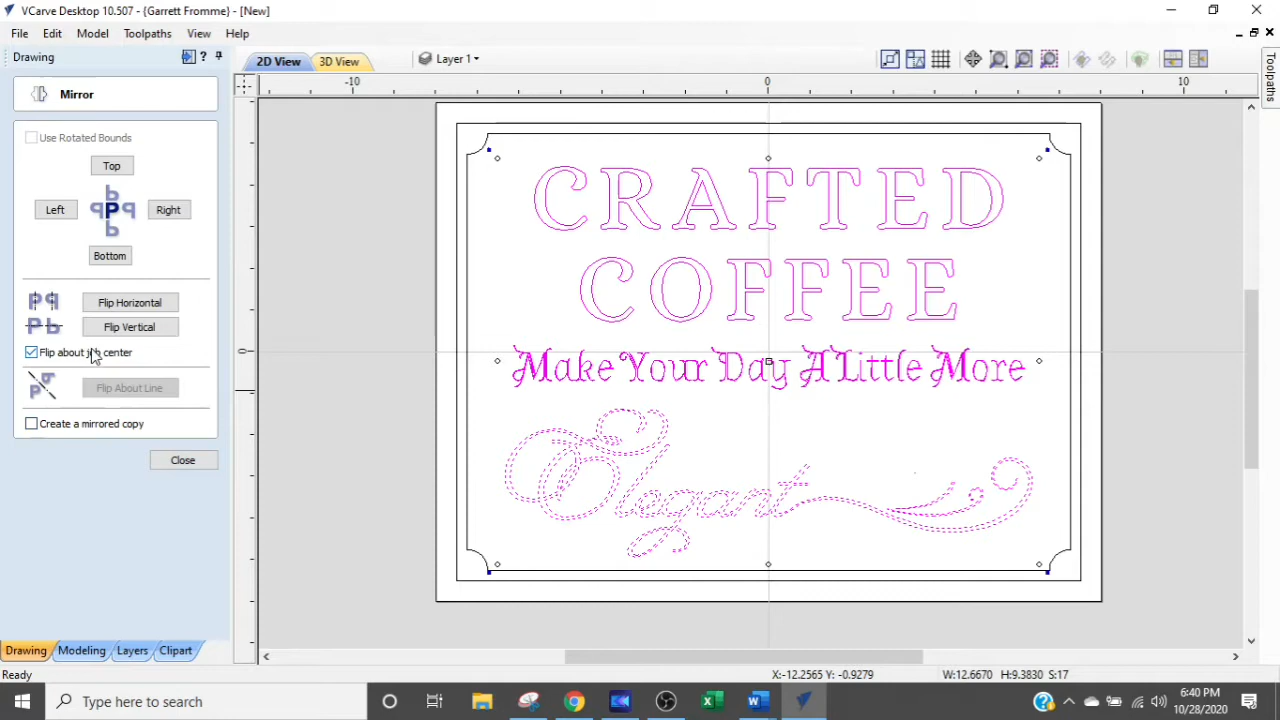 VCarve Desktop 10.507 - {Garrett Fromme} - [New]
File Edit Model Toolpaths View Help
Drawing
2D View 3D View Layer 1
Toolpaths
Mirror
-10 0 10
Use Rotated Bounds
Top
Left Right
Bottom
Flip Horizontal
Flip Vertical
Flip about job center
Flip About Line
Create a mirrored copy
Close
0
CRAFTED
COFFEE
Make Your Day A Little More
Elegant
Drawing Modeling Layers Clipart
Ready X:-12.2565 Y: -0.9279 W:12.6670 H:9.3830 S:17
Type here to search
6:40 PM
10/28/2020